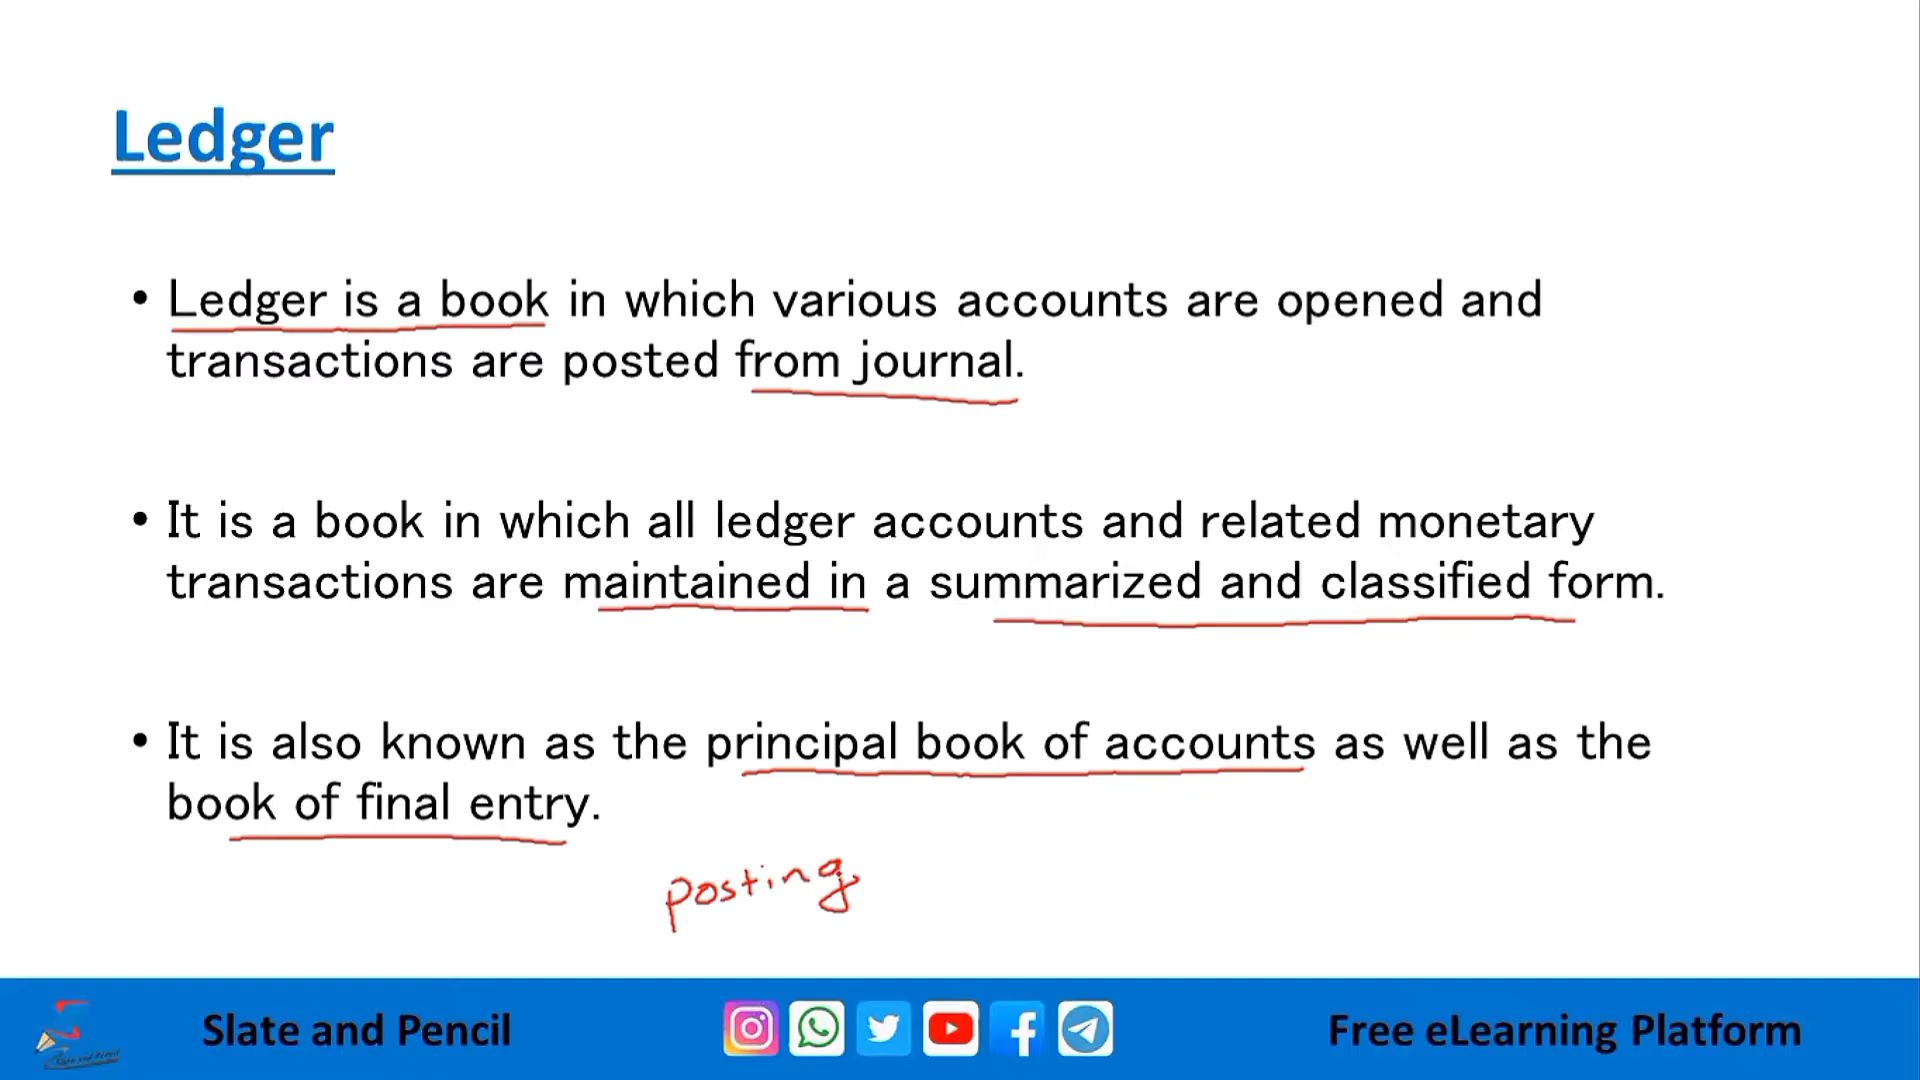 Ledger
• Ledger is a book in which various accounts are opened and
transactions are posted from journal.
• It is a book in which all ledger accounts and related monetary
transactions are maintained in a summarized and classified form.
• It is also known as the principal book of accounts as well as the
book of final entry.
posting
Slate and Pencil
Free eLearning Platform